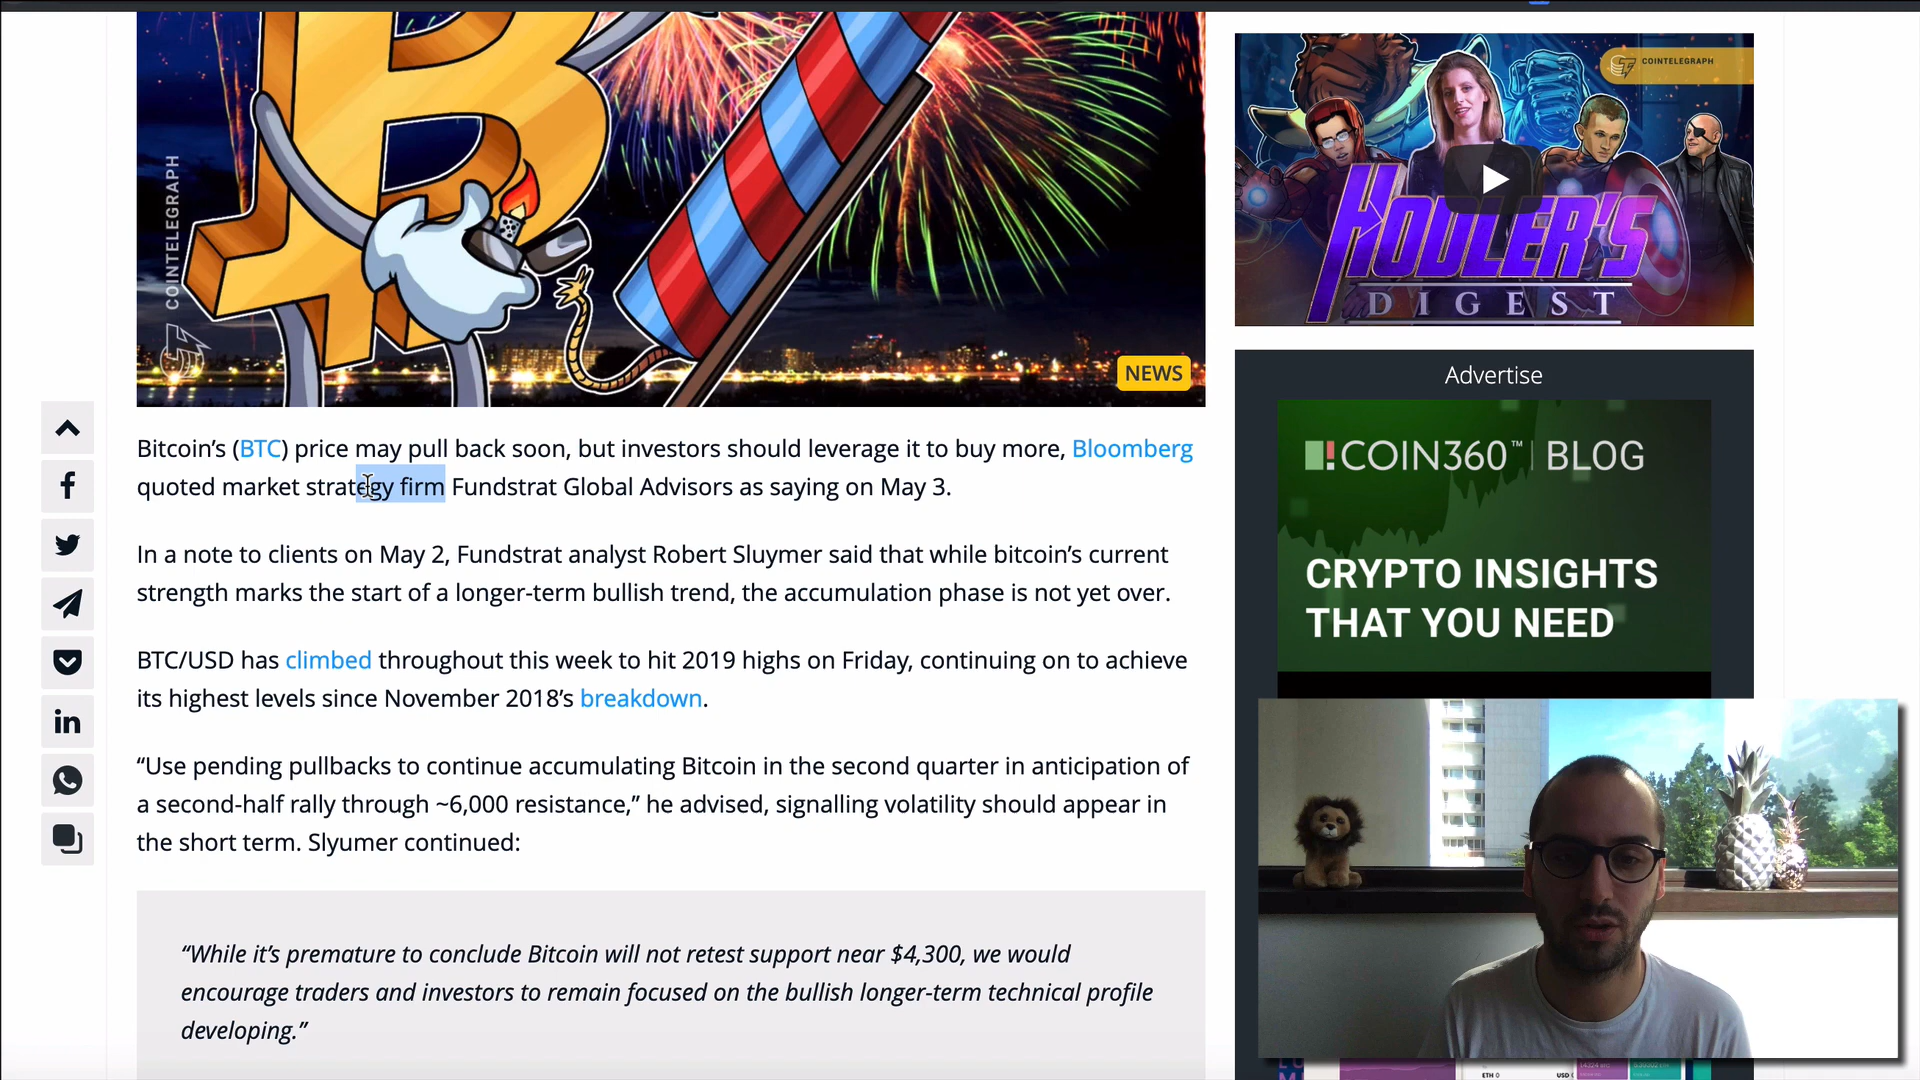 COINTELEGRAPH
NEWS
Bitcoin’s (BTC) price may pull back soon, but investors should leverage it to buy more, Bloomberg
quoted market strategy firm Fundstrat Global Advisors as saying on May 3.
In a note to clients on May 2, Fundstrat analyst Robert Sluymer said that while bitcoin’s current
strength marks the start of a longer-term bullish trend, the accumulation phase is not yet over.
BTC/USD has climbed throughout this week to hit 2019 highs on Friday, continuing on to achieve
its highest levels since November 2018’s breakdown.
“Use pending pullbacks to continue accumulating Bitcoin in the second quarter in anticipation of
a second-half rally through ~6,000 resistance,” he advised, signalling volatility should appear in
the short term. Slyumer continued:
“While it’s premature to conclude Bitcoin will not retest support near $4,300, we would
encourage traders and investors to remain focused on the bullish longer-term technical profile
developing.”
COINTELEGRAPH
HODLER'S
DIGEST
Advertise
COIN360™ | BLOG
CRYPTO INSIGHTS
THAT YOU NEED
ETH
USD